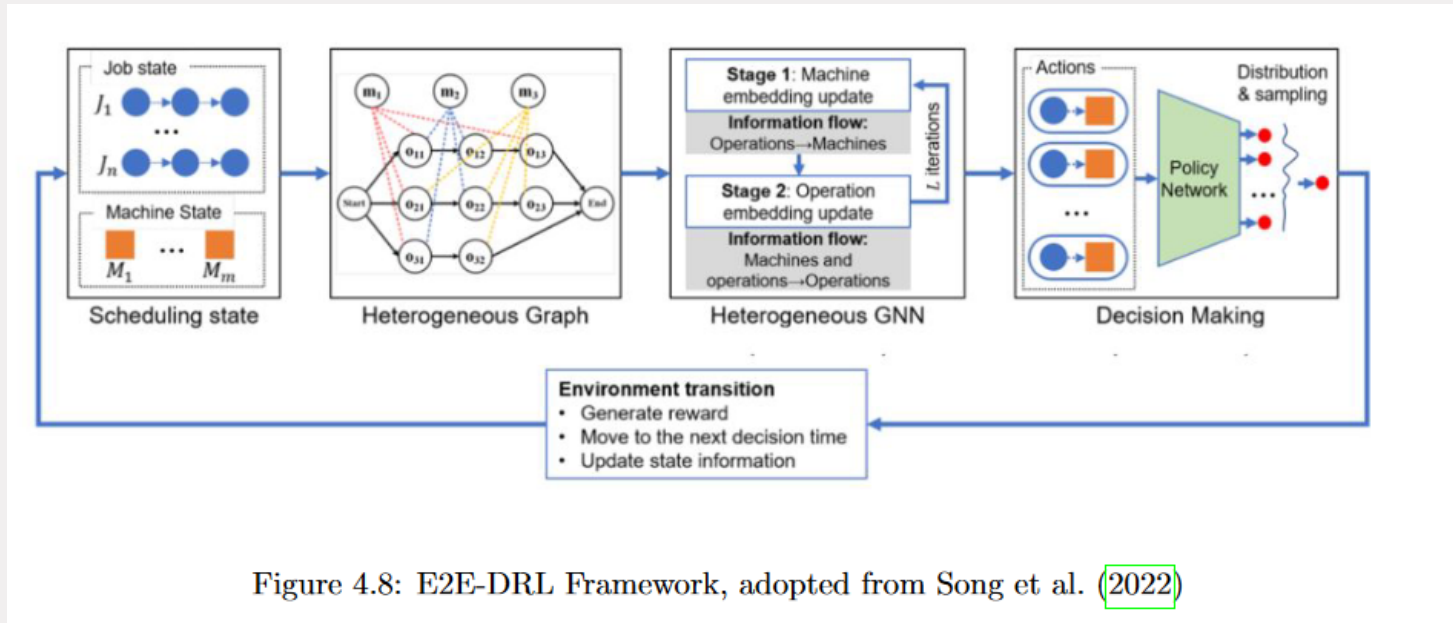 Job state
J1
...
Jn
Machine State
...
M1 Mm
Scheduling state
m1 m2 m3
o11 o12 o13
Start o21 o22 o23 End
o31 o32
Heterogeneous Graph
Stage 1: Machine
embedding update
Information flow:
Operations→Machines
Stage 2: Operation
embedding update
Information flow:
Machines and
operations→Operations
L iterations
Heterogeneous GNN
Actions
...
Policy
Network
Distribution
& sampling
...
Decision Making
Environment transition
• Generate reward
• Move to the next decision time
• Update state information
Figure 4.8: E2E-DRL Framework, adopted from Song et al. (2022)